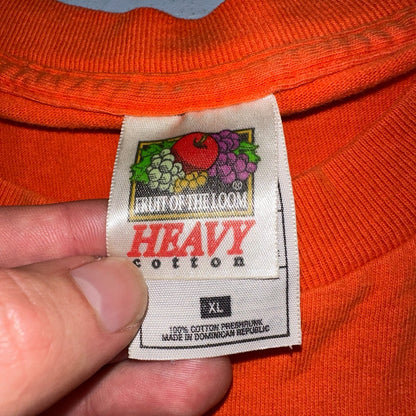 ®
FRUIT OF THE LOOM
HEAVY
cotton
XL
100% COTTON PRESHRUNK
MADE IN DOMINICAN REPUBLIC